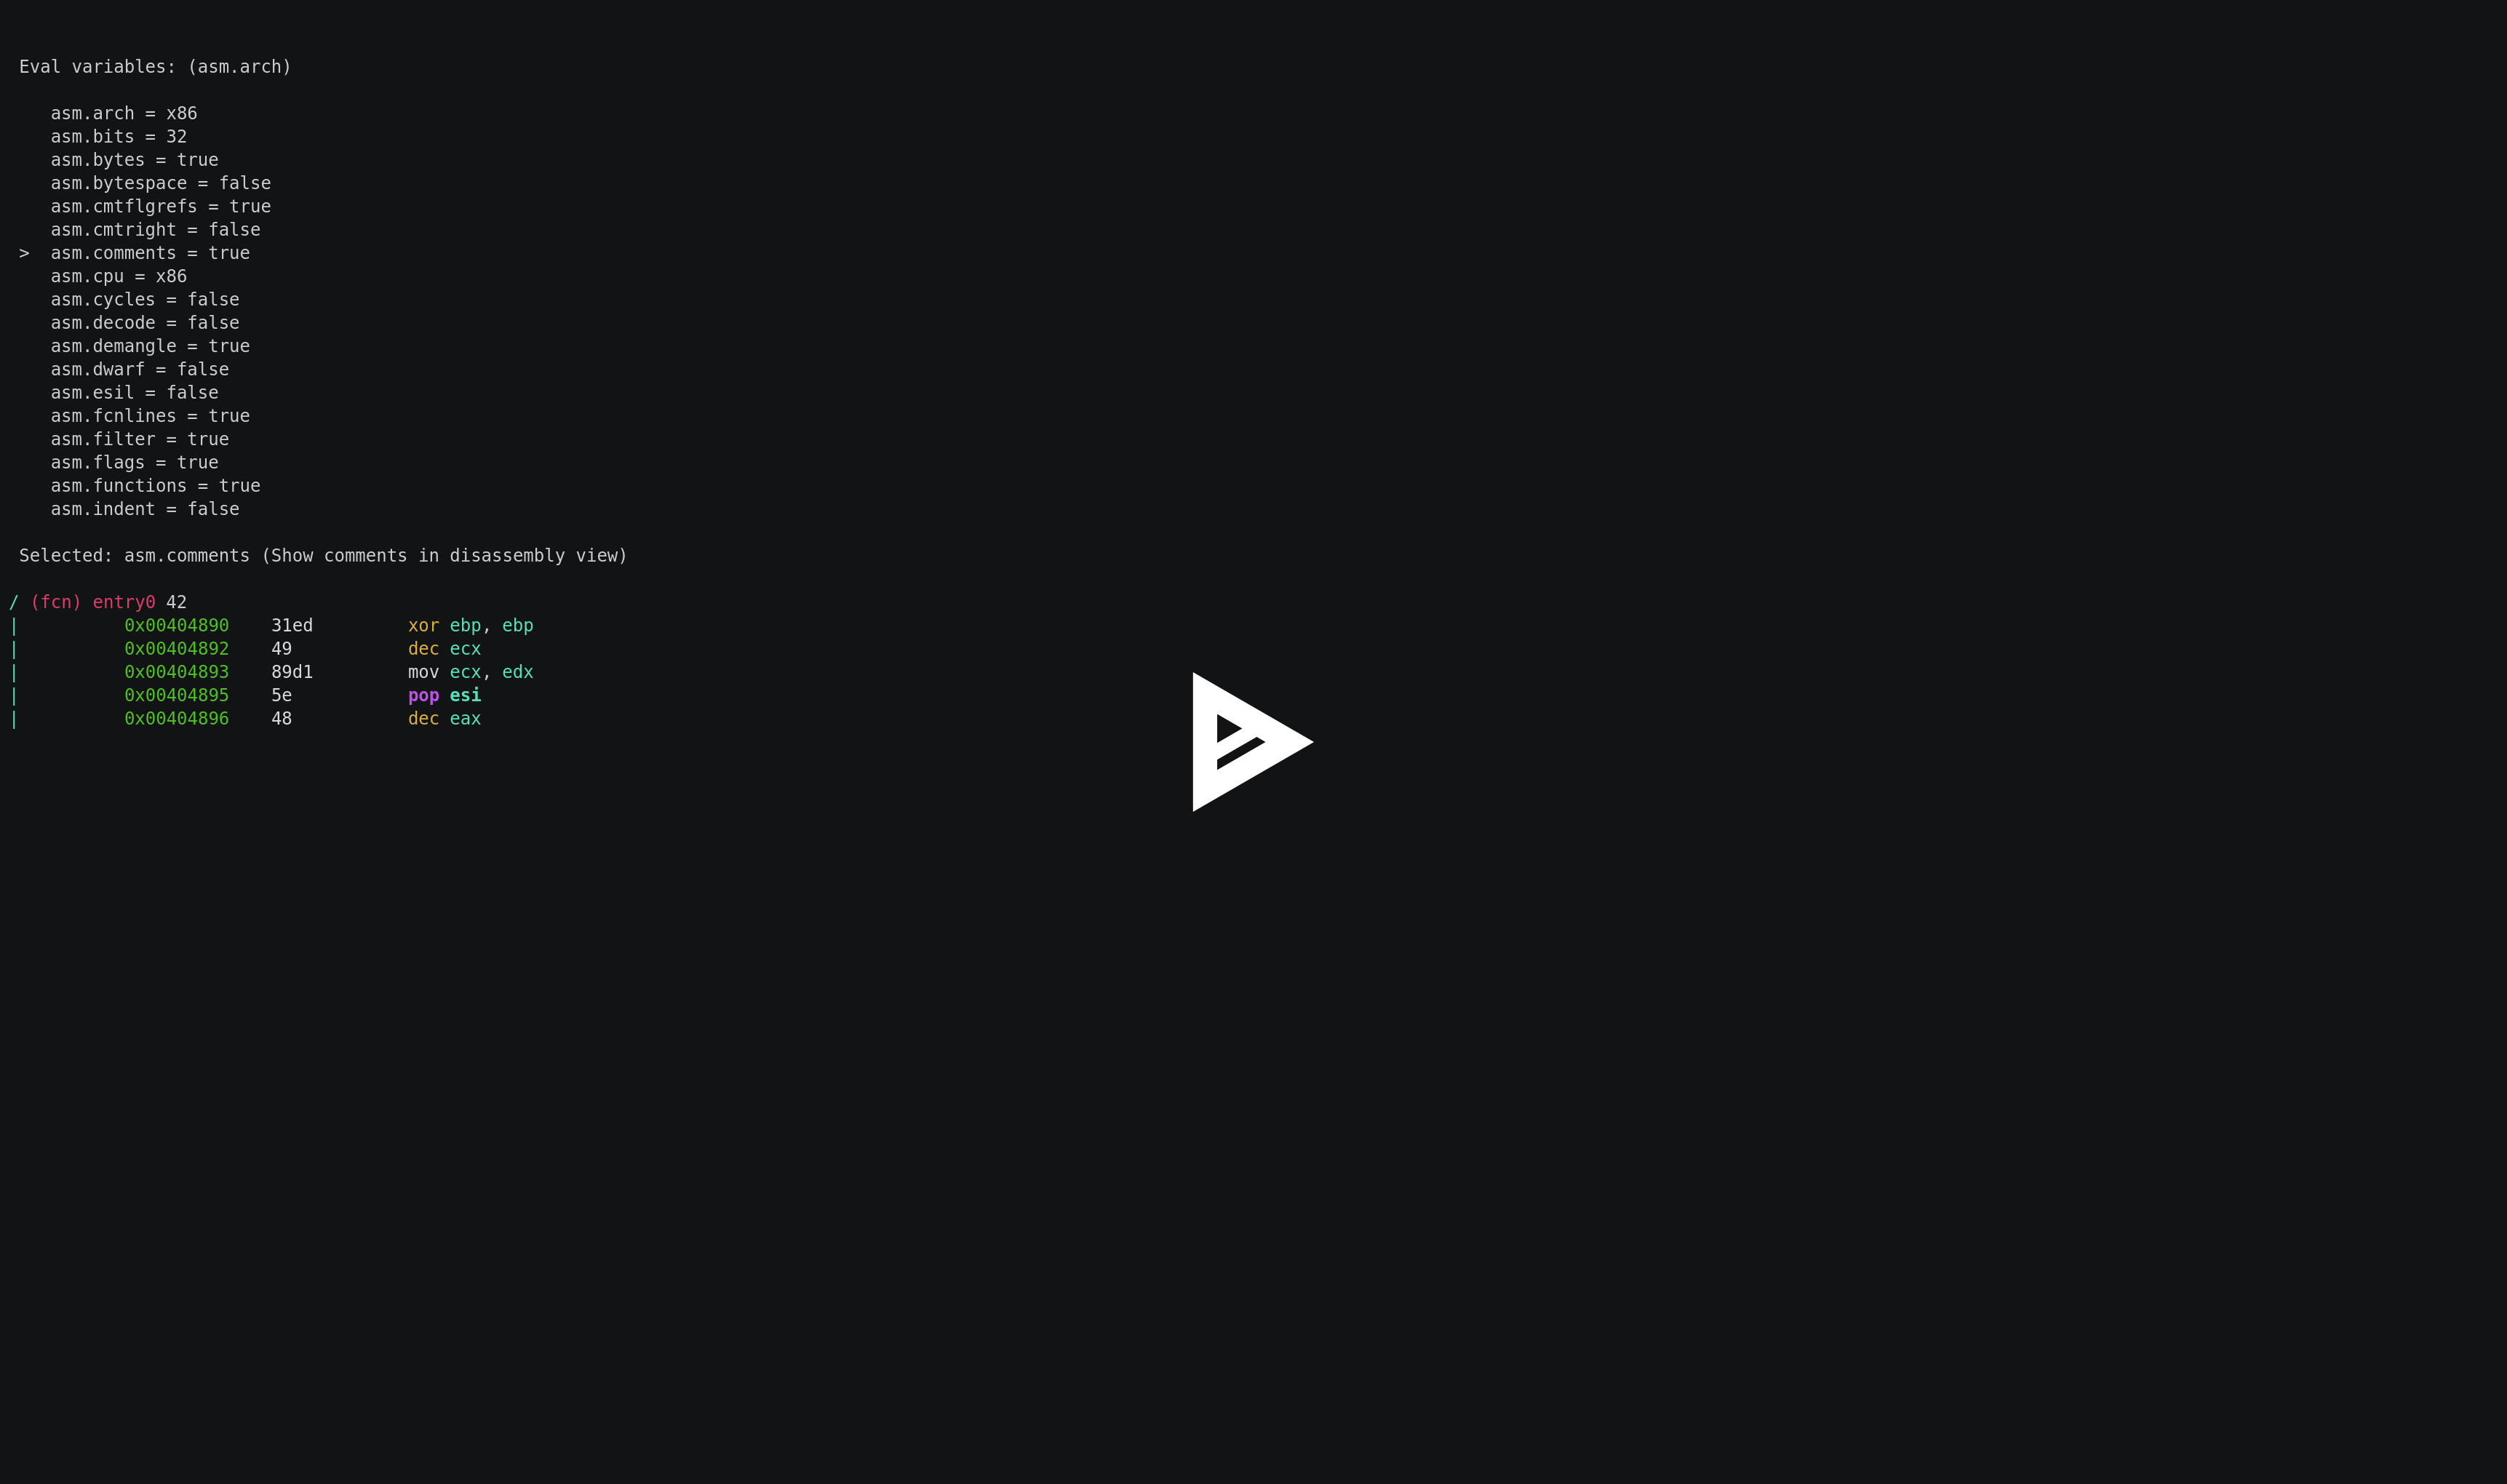 Eval variables: (asm.arch)
asm.arch = x86
asm.bits = 32
asm.bytes = true
asm.bytespace = false
asm.cmtflgrefs = true
asm.cmtright = false
> asm.comments = true
asm.cpu = x86
asm.cycles = false
asm.decode = false
asm.demangle = true
asm.dwarf = false
asm.esil = false
asm.fcnlines = true
asm.filter = true
asm.flags = true
asm.functions = true
asm.indent = false
Selected: asm.comments (Show comments in disassembly view)
/ (fcn) entry0 42
| 0x00404890 31ed xor ebp, ebp
| 0x00404892 49 dec ecx
| 0x00404893 89d1 mov ecx, edx
| 0x00404895 5e pop esi
| 0x00404896 48 dec eax